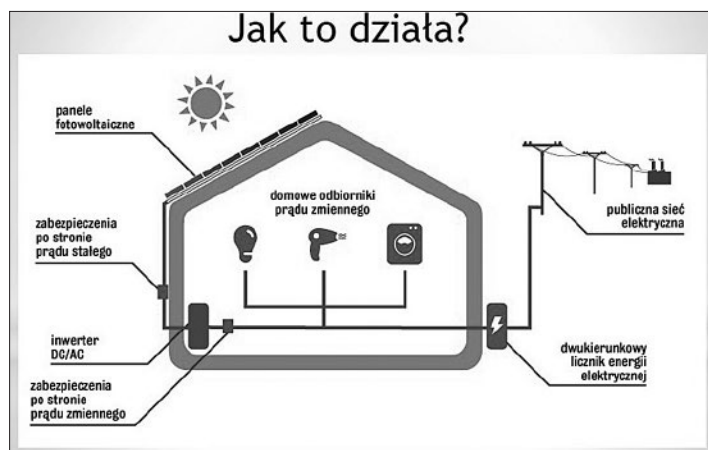 Jak to działa?
panele
fotowoltaiczne
domowe odbiorniki
prądu zmiennego
publiczna sieć
elektryczna
zabezpieczenia
po stronie
prądu stałego
inwerter
DC/AC
dwukierunkowy
licznik energii
elektrycznej
zabezpieczenia
po stronie
prądu zmiennego